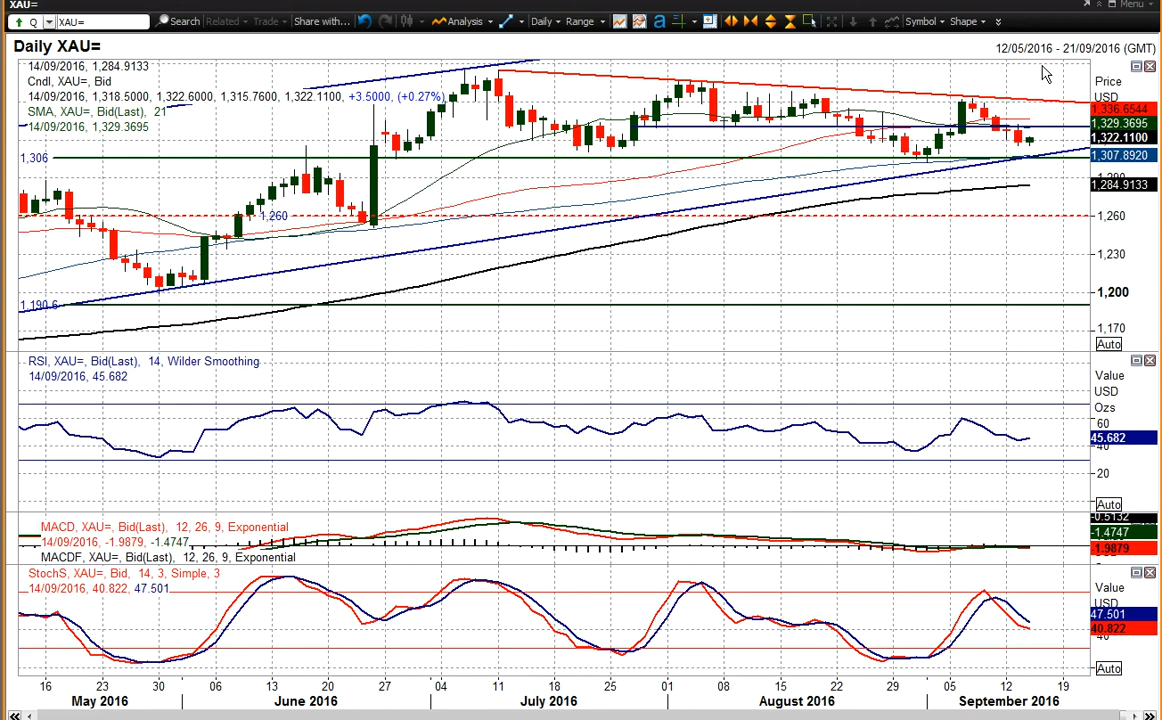 XAU=
Menu
Q XAU= Search Related Trade Share with... Analysis Daily Range a Symbol Shape
Daily XAU=
12/05/2016 - 21/09/2016 (GMT)
14/09/2016, 1,284.9133
Cndl, XAU=, Bid
14/09/2016, 1,318.5000, 1,322.6000, 1,315.7600, 1,322.1100, +3.5000, (+0.27%)
SMA, XAU=, Bid(Last), 21
14/09/2016, 1,329.3695
Price
USD
1,336.6544
1,329.3695
1,322.1100
1,306
1,307.8920
1,290
1,284.9133
1,260
1,260
1,230
1,200
1,190.6
1,170
Auto
RSI, XAU=, Bid(Last), 14, Wilder Smoothing
14/09/2016, 45.682
Value
USD
Ozs
60
45.682
40
20
Auto
MACD, XAU=, Bid(Last), 12, 26, 9, Exponential
14/09/2016, -1.9879, -1.4747
MACDF, XAU=, Bid(Last), 12, 26, 9, Exponential
-0.5132
-1.4747
-1.9879
StochS, XAU=, Bid, 14, 3, Simple, 3
14/09/2016, 40.822, 47.501
Value
USD
47.501
40.822
40
Auto
16 23 30 06 13 20 27 04 11 18 25 01 08 15 22 29 05 12 19
May 2016 June 2016 July 2016 August 2016 September 2016